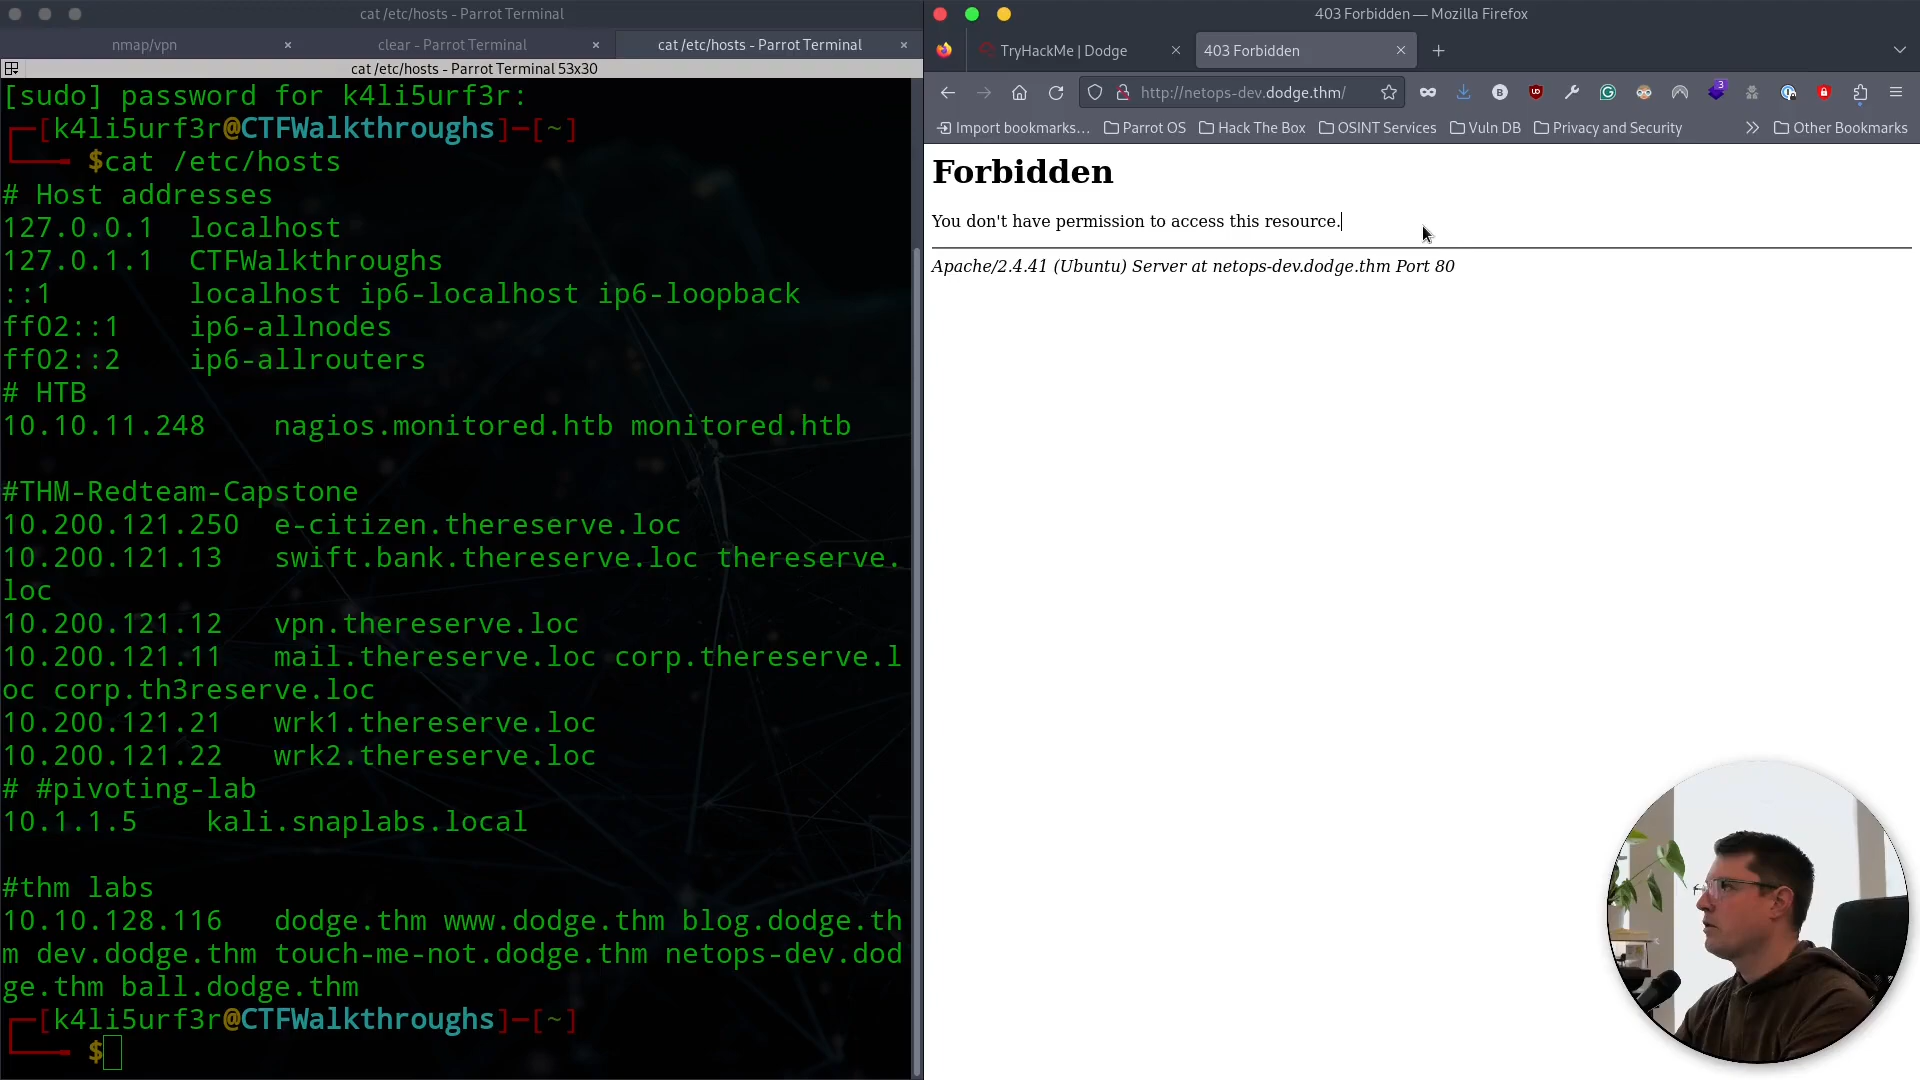 cat /etc/hosts - Parrot Terminal
nmap/vpn
clear - Parrot Terminal
cat /etc/hosts - Parrot Terminal
cat /etc/hosts - Parrot Terminal 53x30
[sudo] password for k4li5urf3r:
[k4li5urf3r@CTFWalkthroughs]─[~]
$cat /etc/hosts
# Host addresses
127.0.0.1 localhost
127.0.1.1 CTFWalkthroughs
::1 localhost ip6-localhost ip6-loopback
ff02::1 ip6-allnodes
ff02::2 ip6-allrouters
# HTB
10.10.11.248 nagios.monitored.htb monitored.htb
#THM-Redteam-Capstone
10.200.121.250 e-citizen.thereserve.loc
10.200.121.13 swift.bank.thereserve.loc thereserve.
loc
10.200.121.12 vpn.thereserve.loc
10.200.121.11 mail.thereserve.loc corp.thereserve.l
oc corp.th3reserve.loc
10.200.121.21 wrk1.thereserve.loc
10.200.121.22 wrk2.thereserve.loc
# #pivoting-lab
10.1.1.5 kali.snaplabs.local
#thm labs
10.10.128.116 dodge.thm www.dodge.thm blog.dodge.th
m dev.dodge.thm touch-me-not.dodge.thm netops-dev.dod
ge.thm ball.dodge.thm
[k4li5urf3r@CTFWalkthroughs]─[~]
$
403 Forbidden — Mozilla Firefox
TryHackMe | Dodge
403 Forbidden
http://netops-dev.dodge.thm/
3
Import bookmarks… Parrot OS Hack The Box OSINT Services Vuln DB Privacy and Security Other Bookmarks
Forbidden
You don't have permission to access this resource.
Apache/2.4.41 (Ubuntu) Server at netops-dev.dodge.thm Port 80